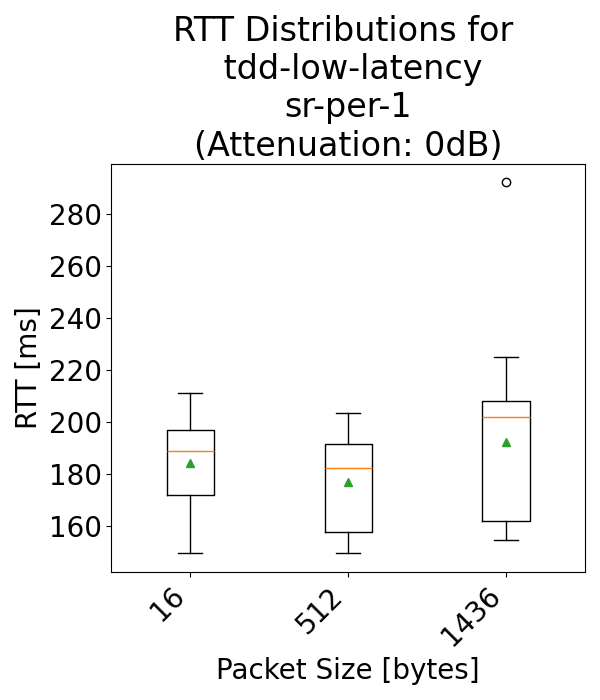 RTT Distributions for
tdd-low-latency
sr-per-1
(Attenuation: 0dB)
280
260
240
220
200
180
160
RTT [ms]
16
512
1436
Packet Size [bytes]